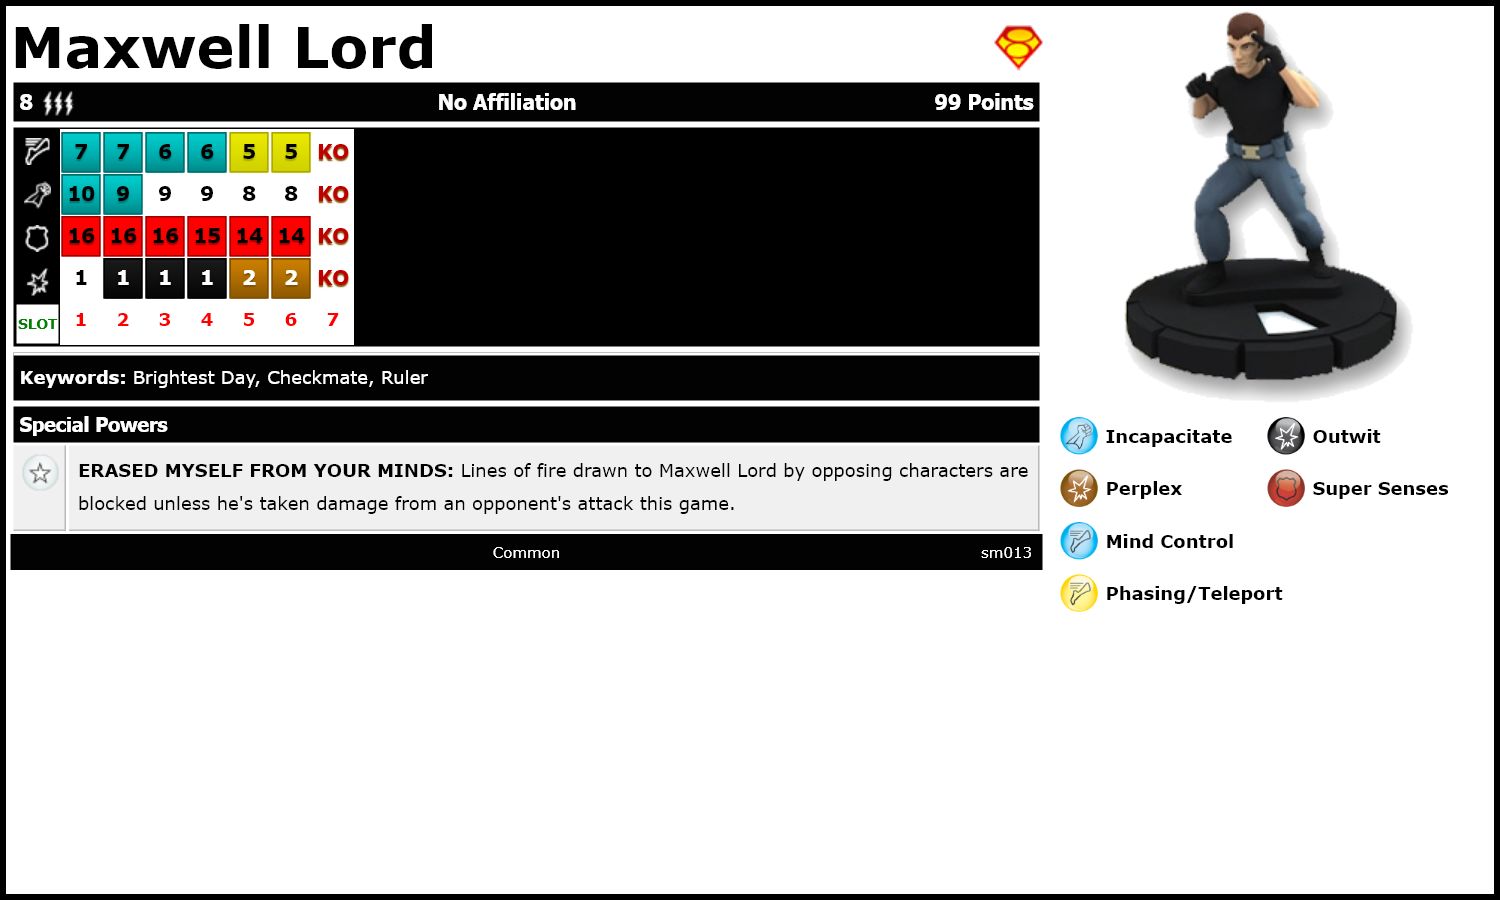 Maxwell Lord
8 No Affiliation 99 Points
7 7 6 6 5 5 KO
10 9 9 9 8 8 KO
16 16 16 15 14 14 KO
1 1 1 1 2 2 KO
SLOT 1 2 3 4 5 6 7
Keywords: Brightest Day, Checkmate, Ruler
Special Powers
ERASED MYSELF FROM YOUR MINDS: Lines of fire drawn to Maxwell Lord by opposing characters are
blocked unless he's taken damage from an opponent's attack this game.
Common sm013
Incapacitate Outwit
Perplex Super Senses
Mind Control
Phasing/Teleport